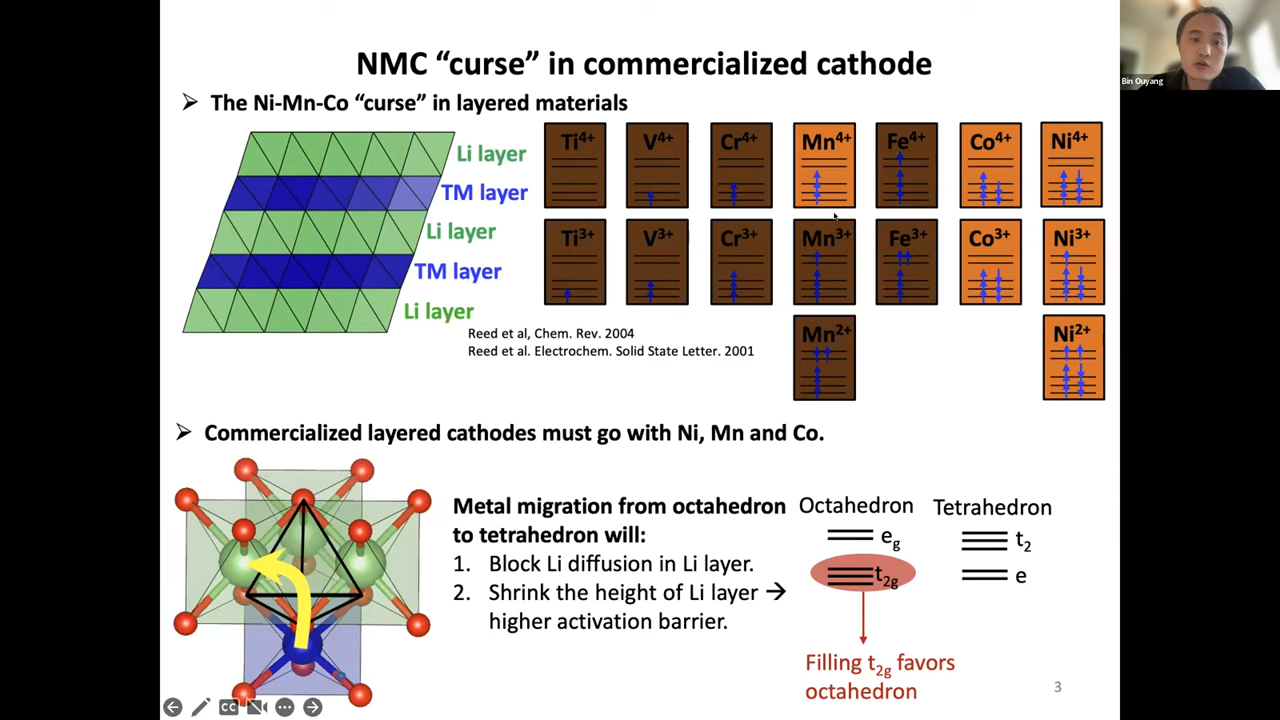 NMC “curse” in commercialized cathode
Bin Ouyang
➢ The Ni-Mn-Co “curse” in layered materials
Li layer
TM layer
Li layer
TM layer
Li layer
Ti4+ V4+ Cr4+ Mn4+ Fe4+ Co4+ Ni4+
Ti3+ V3+ Cr3+ Mn3+ Fe3+ Co3+ Ni3+
Mn2+ Ni2+
Reed et al, Chem. Rev. 2004
Reed et al. Electrochem. Solid State Letter. 2001
➢ Commercialized layered cathodes must go with Ni, Mn and Co.
Metal migration from octahedron
to tetrahedron will:
1. Block Li diffusion in Li layer.
2. Shrink the height of Li layer →
higher activation barrier.
Octahedron Tetrahedron
eg t2
t2g e
Filling t2g favors
octahedron
3
CC